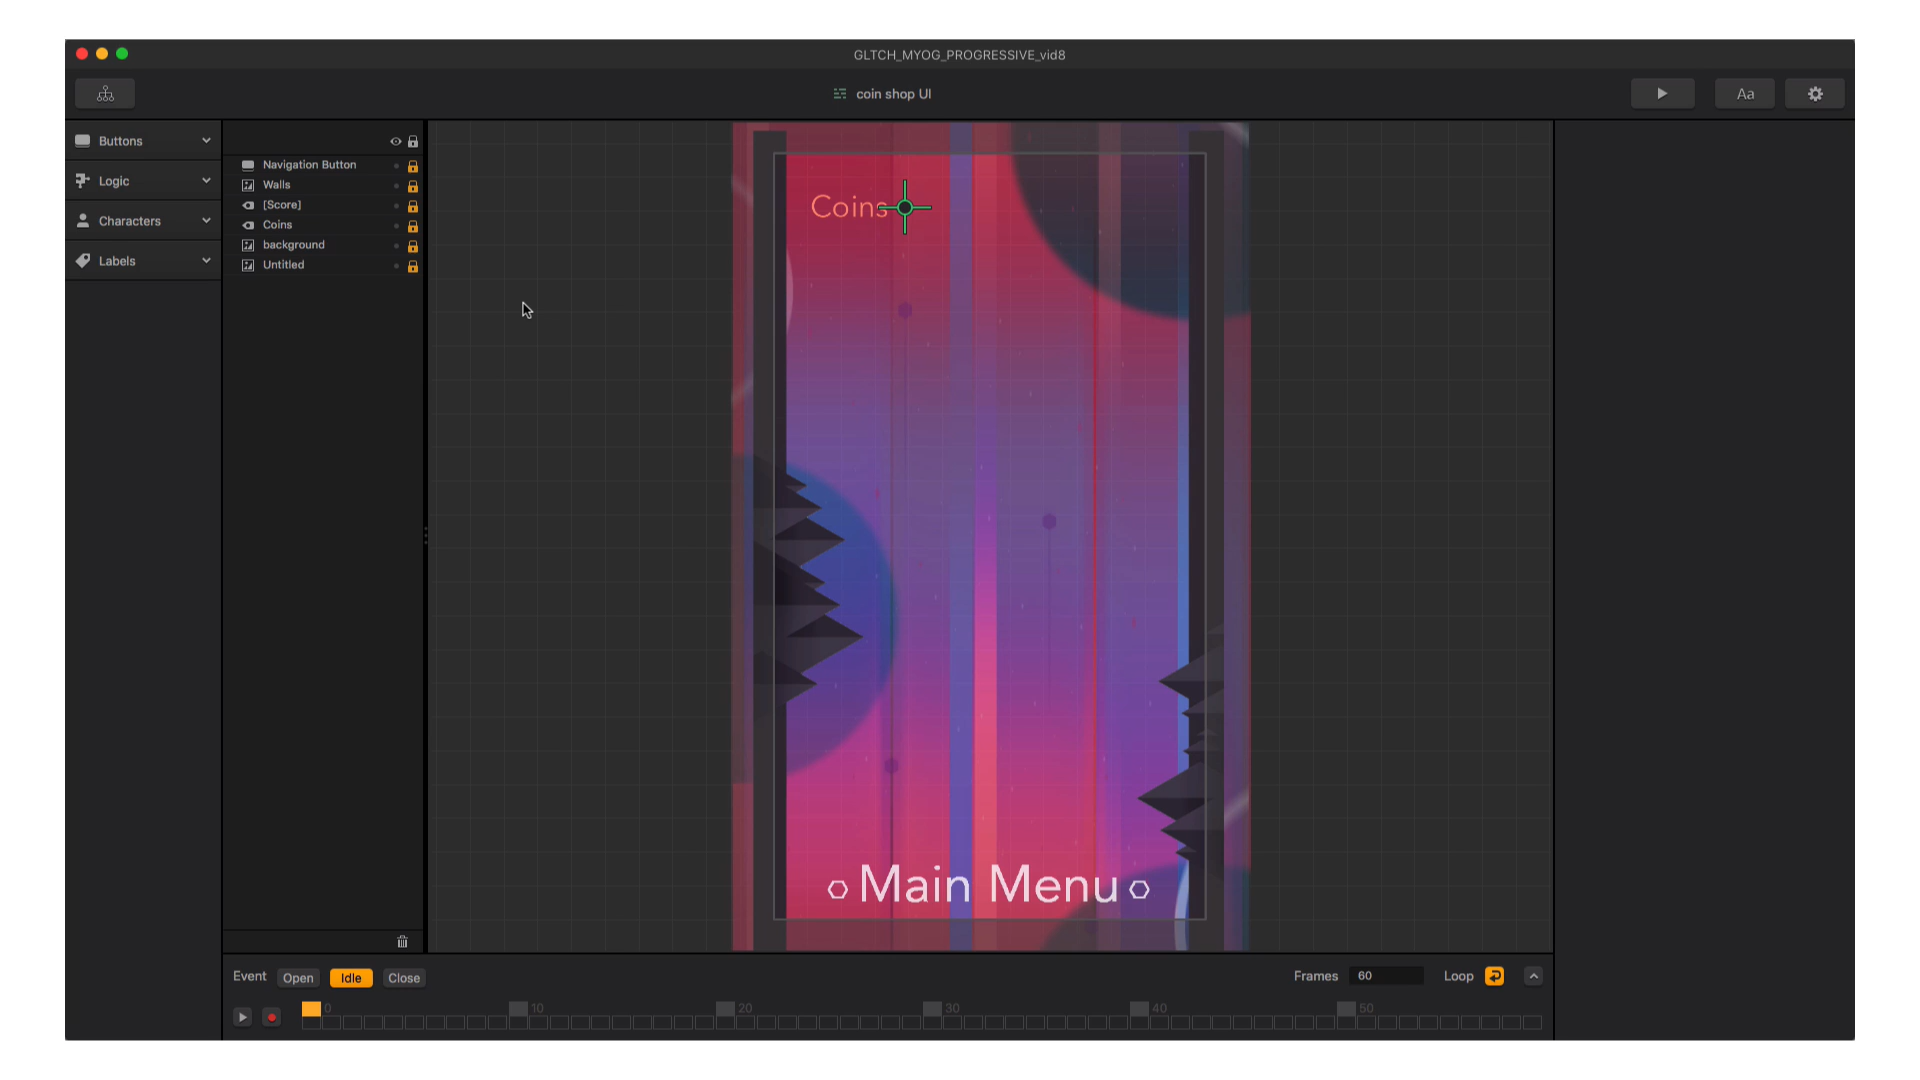 GLTCH_MYOG_PROGRESSIVE_vid8
coin shop UI
Aa
Buttons
Logic
Characters
Labels
Navigation Button
Walls
[Score]
Coins
background
Untitled
Coins
Main Menu
Event Open Idle Close
Frames 60 Loop
0 10 20 30 40 50